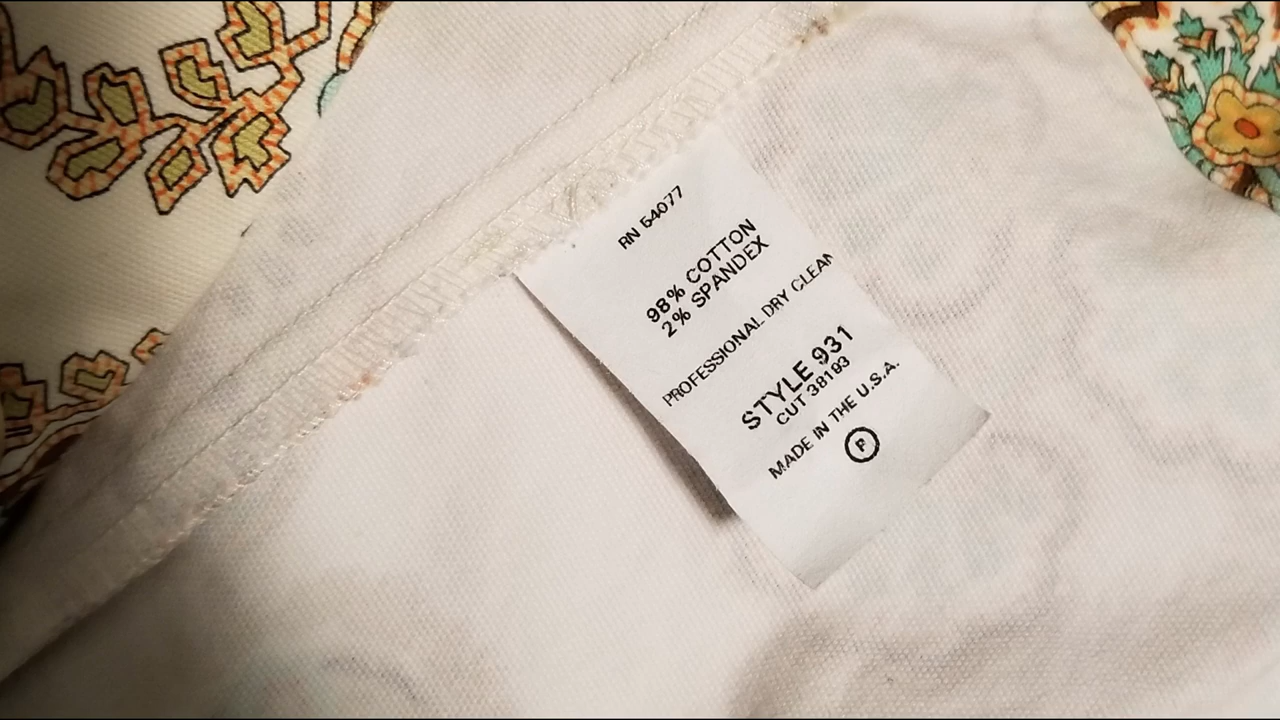 RN 54077
98% COTTON
2% SPANDEX
PROFESSIONAL DRY CLEAN
STYLE 931
CUT 38193
MADE IN THE U.S.A.
P